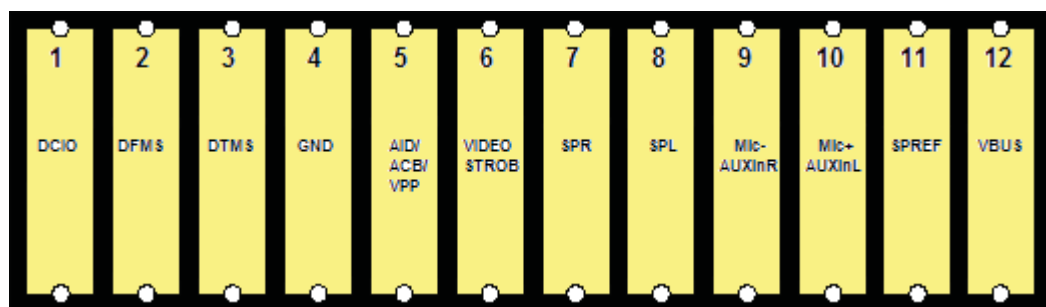 1 2 3 4 5 6 7 8 9 10 11 12
DCIO DFMS DTMS GND AID/ VIDEO SPR SPL Mic- Mic+ SPREF VBUS
ACB/ STROB AUXInR AUXInL
VPP